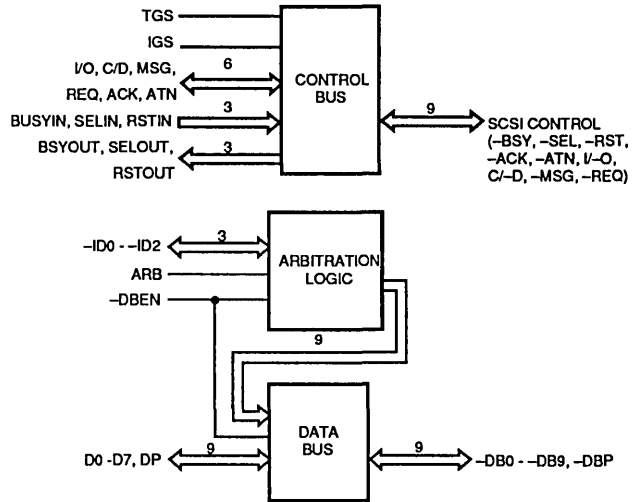 TGS
IGS
I/O, C/D, MSG,
REQ, ACK, ATN
6
BUSYIN, SELIN, RSTIN
3
BSYOUT, SELOUT,
RSTOUT
3
CONTROL
BUS
9
SCSI CONTROL
(–BSY, –SEL, –RST,
–ACK, –ATN, I/–O,
C/–D, –MSG, –REQ)
–ID0 - –ID2
3
ARB
–DBEN
ARBITRATION
LOGIC
9
DATA
BUS
D0 -D7, DP
9
9
–DB0 - –DB9, –DBP